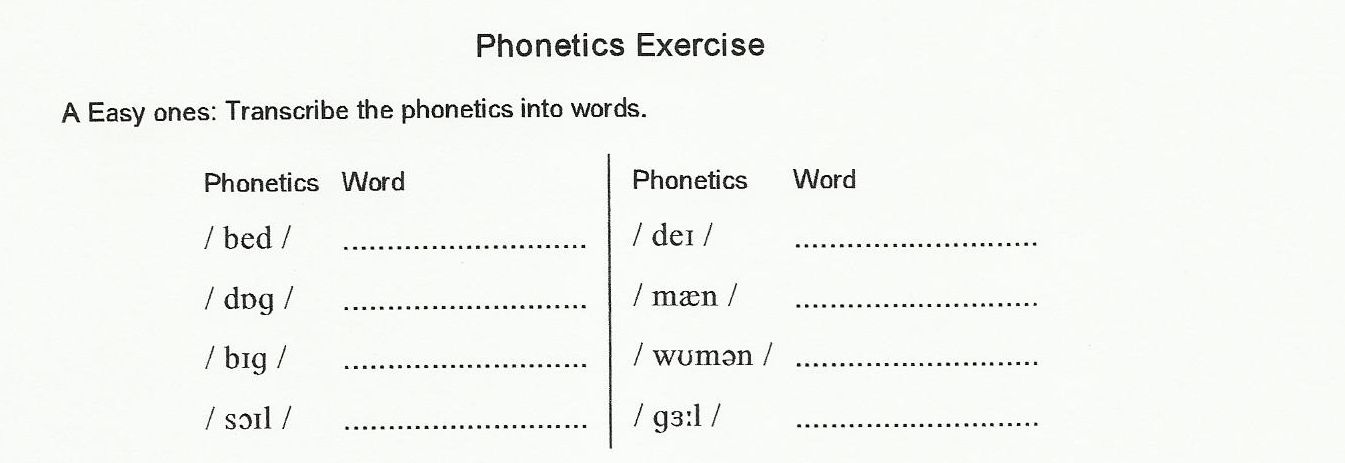 Phonetics Exercise
A Easy ones: Transcribe the phonetics into words.
Phonetics Word Phonetics Word
/ bed / ............................ / deɪ / ............................
/ dɒg / ............................ / mæn / ............................
/ bɪg / ............................ / wʊmən / ............................
/ sɔɪl / ............................ / gɜ:l / ............................